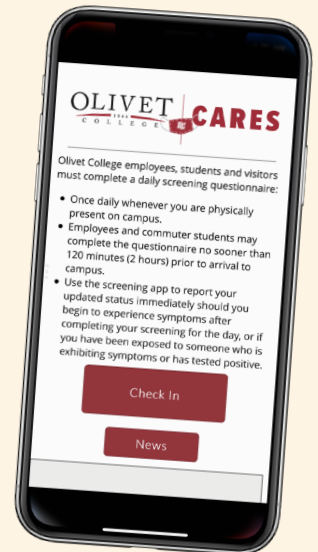 OLIVET CARES
1844
COLLEGE
Olivet College employees, students and visitors
must complete a daily screening questionnaire:
• Once daily whenever you are physically
present on campus.
• Employees and commuter students may
complete the questionnaire no sooner than
120 minutes (2 hours) prior to arrival to
campus.
• Use the screening app to report your
updated status immediately should you
begin to experience symptoms after
completing your screening for the day, or if
you have been exposed to someone who is
exhibiting symptoms or has tested positive.
Check In
News